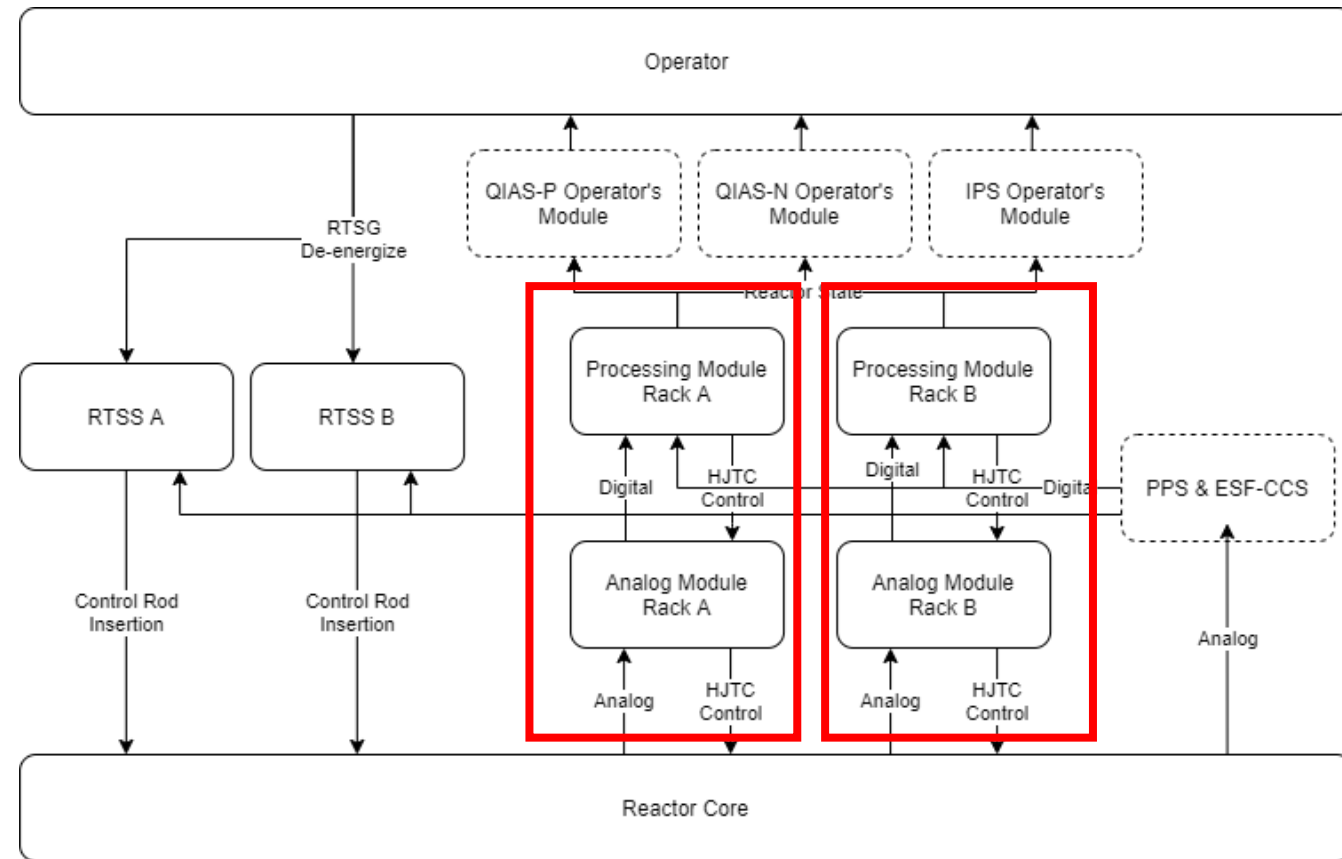 Operator
QIAS-P Operator's
Module
QIAS-N Operator's
Module
IPS Operator's
Module
RTSG
De-energize
Reactor State
RTSS A
RTSS B
Processing Module
Rack A
Processing Module
Rack B
Digital
HJTC
Control
Digital
HJTC
Control
Digital
PPS & ESF-CCS
Analog Module
Rack A
Analog Module
Rack B
Control Rod
Insertion
Control Rod
Insertion
Analog
HJTC
Control
Analog
HJTC
Control
Analog
Reactor Core